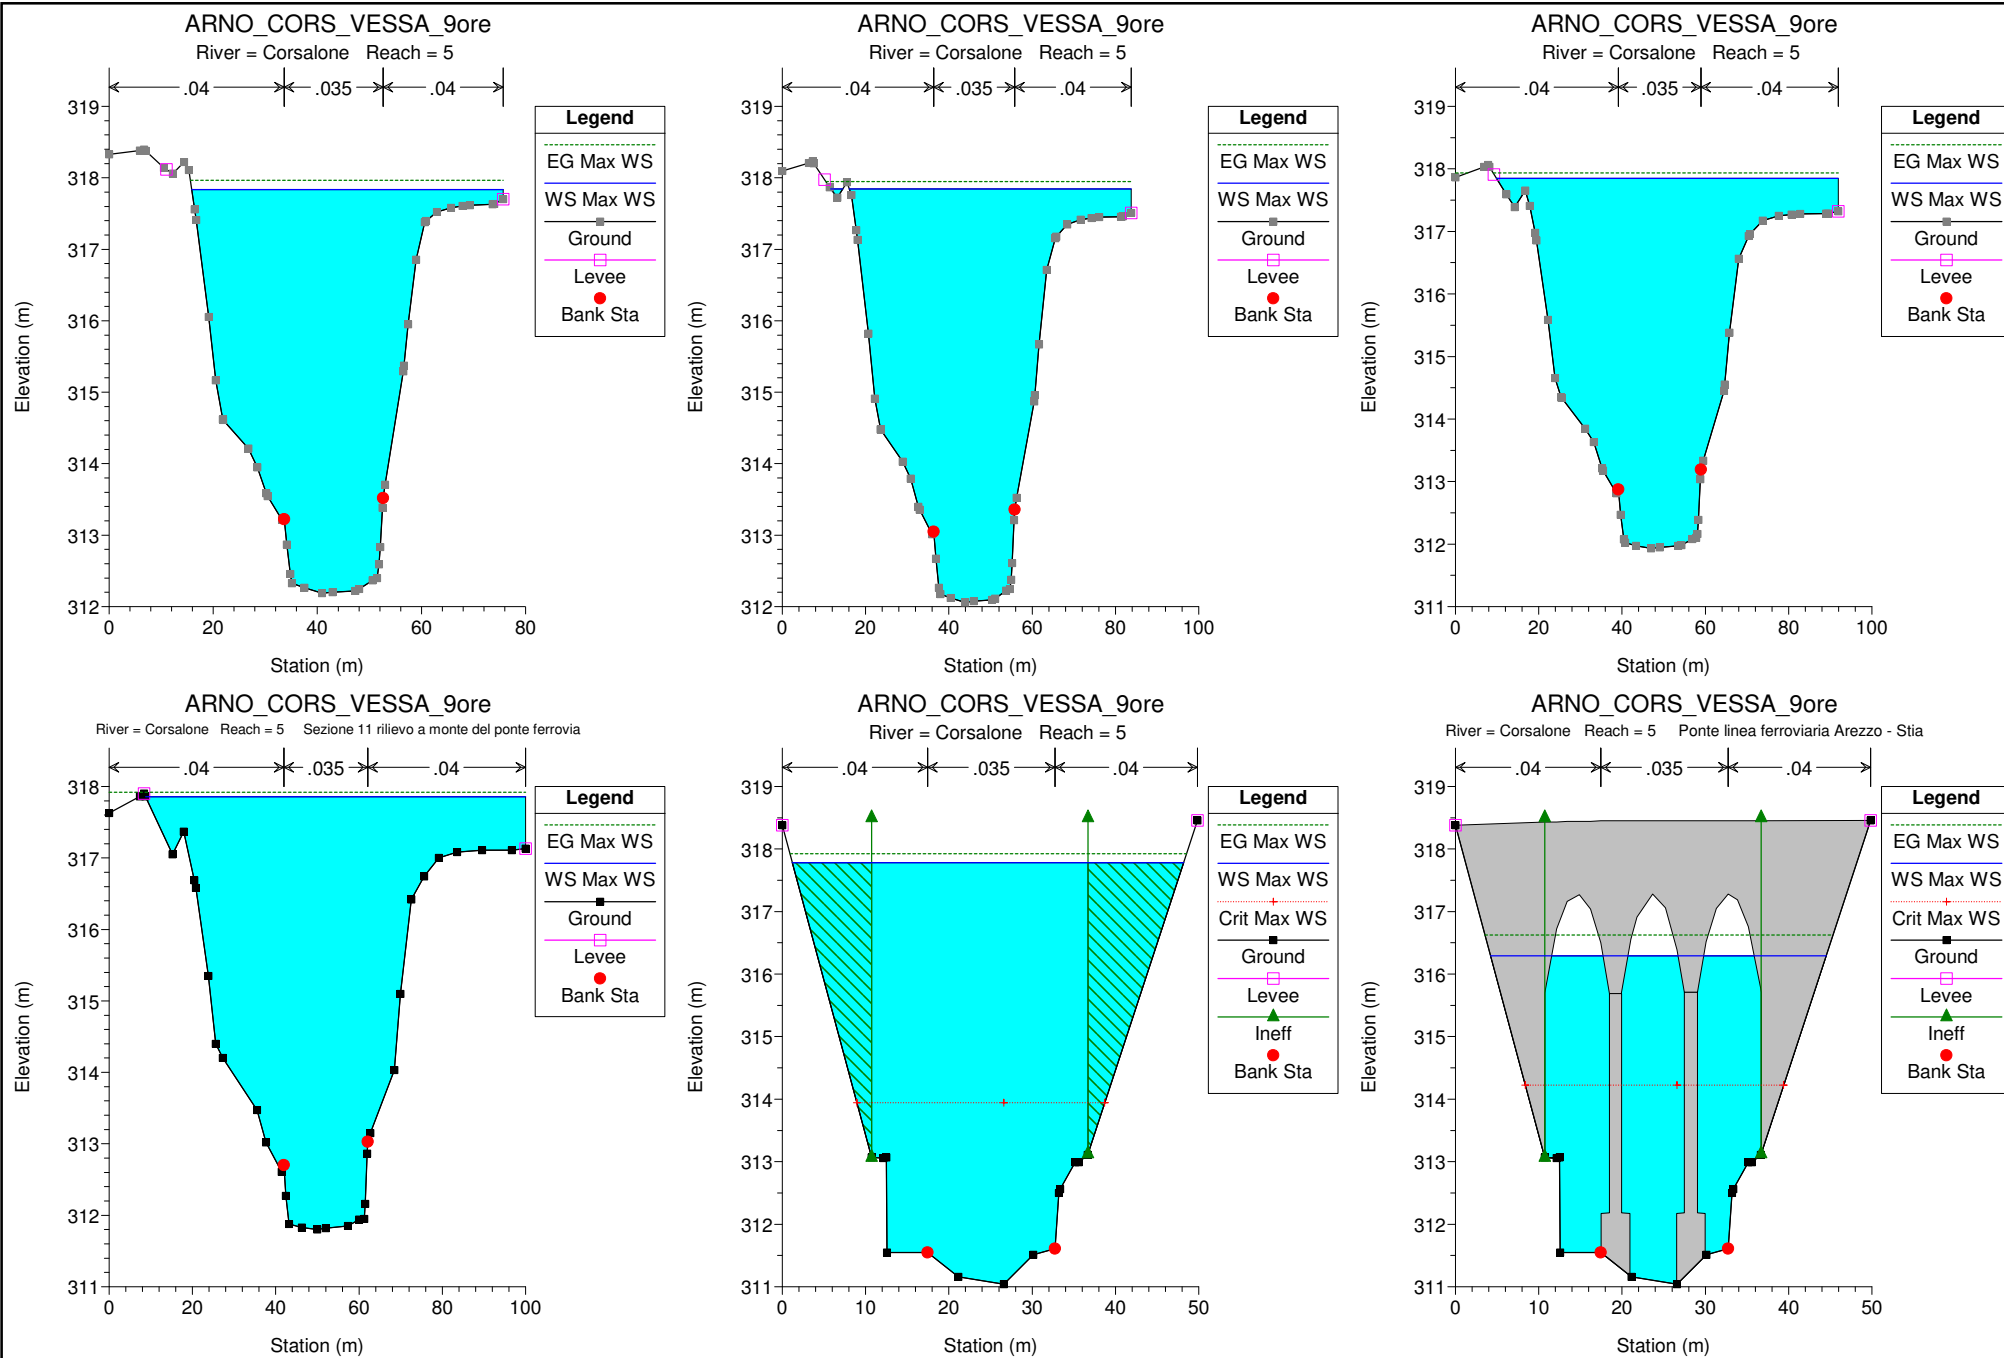 ARNO_CORS_VESSA_9ore
River = Corsalone Reach = 5
.04 .035 .04
319
318
317
316
315
314
313
312
0 20 40 60 80
Elevation (m)
Station (m)
Legend
EG Max WS
WS Max WS
Ground
Levee
Bank Sta
ARNO_CORS_VESSA_9ore
River = Corsalone Reach = 5
.04 .035 .04
319
318
317
316
315
314
313
312
0 20 40 60 80 100
Elevation (m)
Station (m)
Legend
EG Max WS
WS Max WS
Ground
Levee
Bank Sta
ARNO_CORS_VESSA_9ore
River = Corsalone Reach = 5
.04 .035 .04
319
318
317
316
315
314
313
312
311
0 20 40 60 80 100
Elevation (m)
Station (m)
Legend
EG Max WS
WS Max WS
Ground
Levee
Bank Sta
ARNO_CORS_VESSA_9ore
River = Corsalone Reach = 5 Sezione 11 rilievo a monte del ponte ferrovia
.04 .035 .04
318
317
316
315
314
313
312
311
0 20 40 60 80 100
Elevation (m)
Station (m)
Legend
EG Max WS
WS Max WS
Ground
Levee
Bank Sta
ARNO_CORS_VESSA_9ore
River = Corsalone Reach = 5
.04 .035 .04
319
318
317
316
315
314
313
312
311
0 10 20 30 40 50
Elevation (m)
Station (m)
Legend
EG Max WS
WS Max WS
Crit Max WS
Ground
Levee
Ineff
Bank Sta
ARNO_CORS_VESSA_9ore
River = Corsalone Reach = 5 Ponte linea ferroviaria Arezzo - Stia
.04 .035 .04
319
318
317
316
315
314
313
312
311
0 10 20 30 40 50
Elevation (m)
Station (m)
Legend
EG Max WS
WS Max WS
Crit Max WS
Ground
Levee
Ineff
Bank Sta